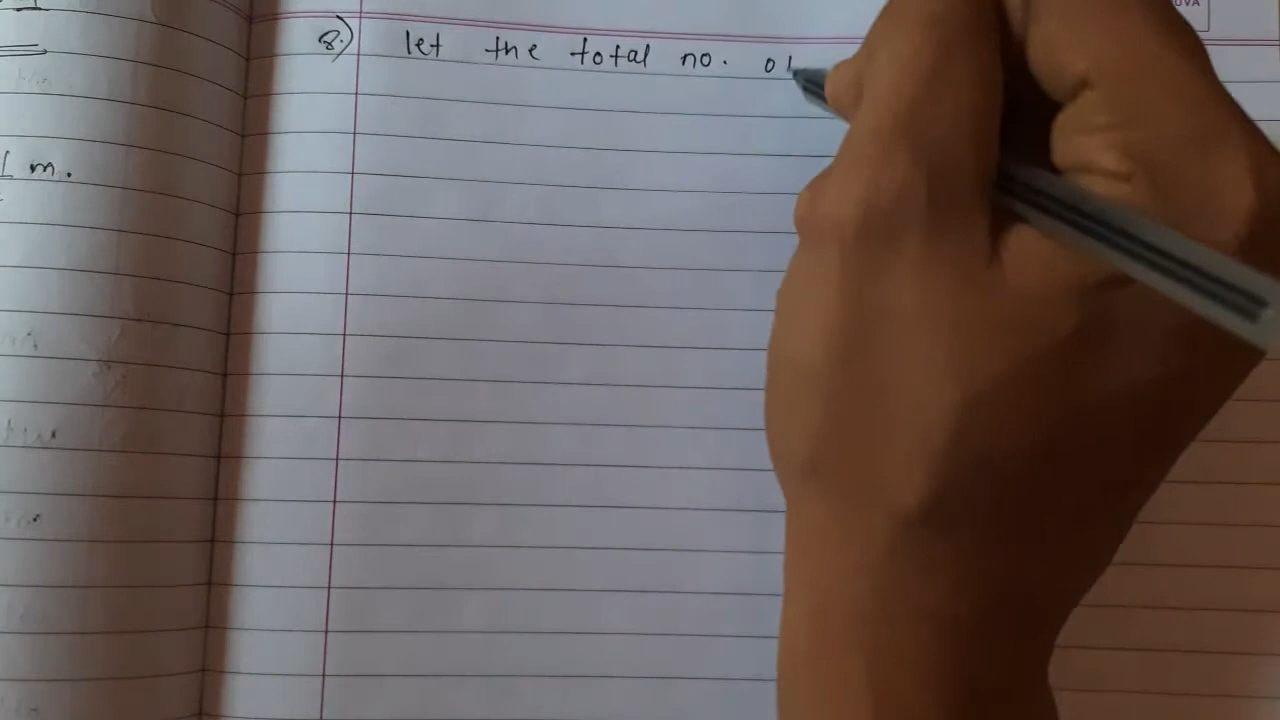 8.) let the total no.
m.